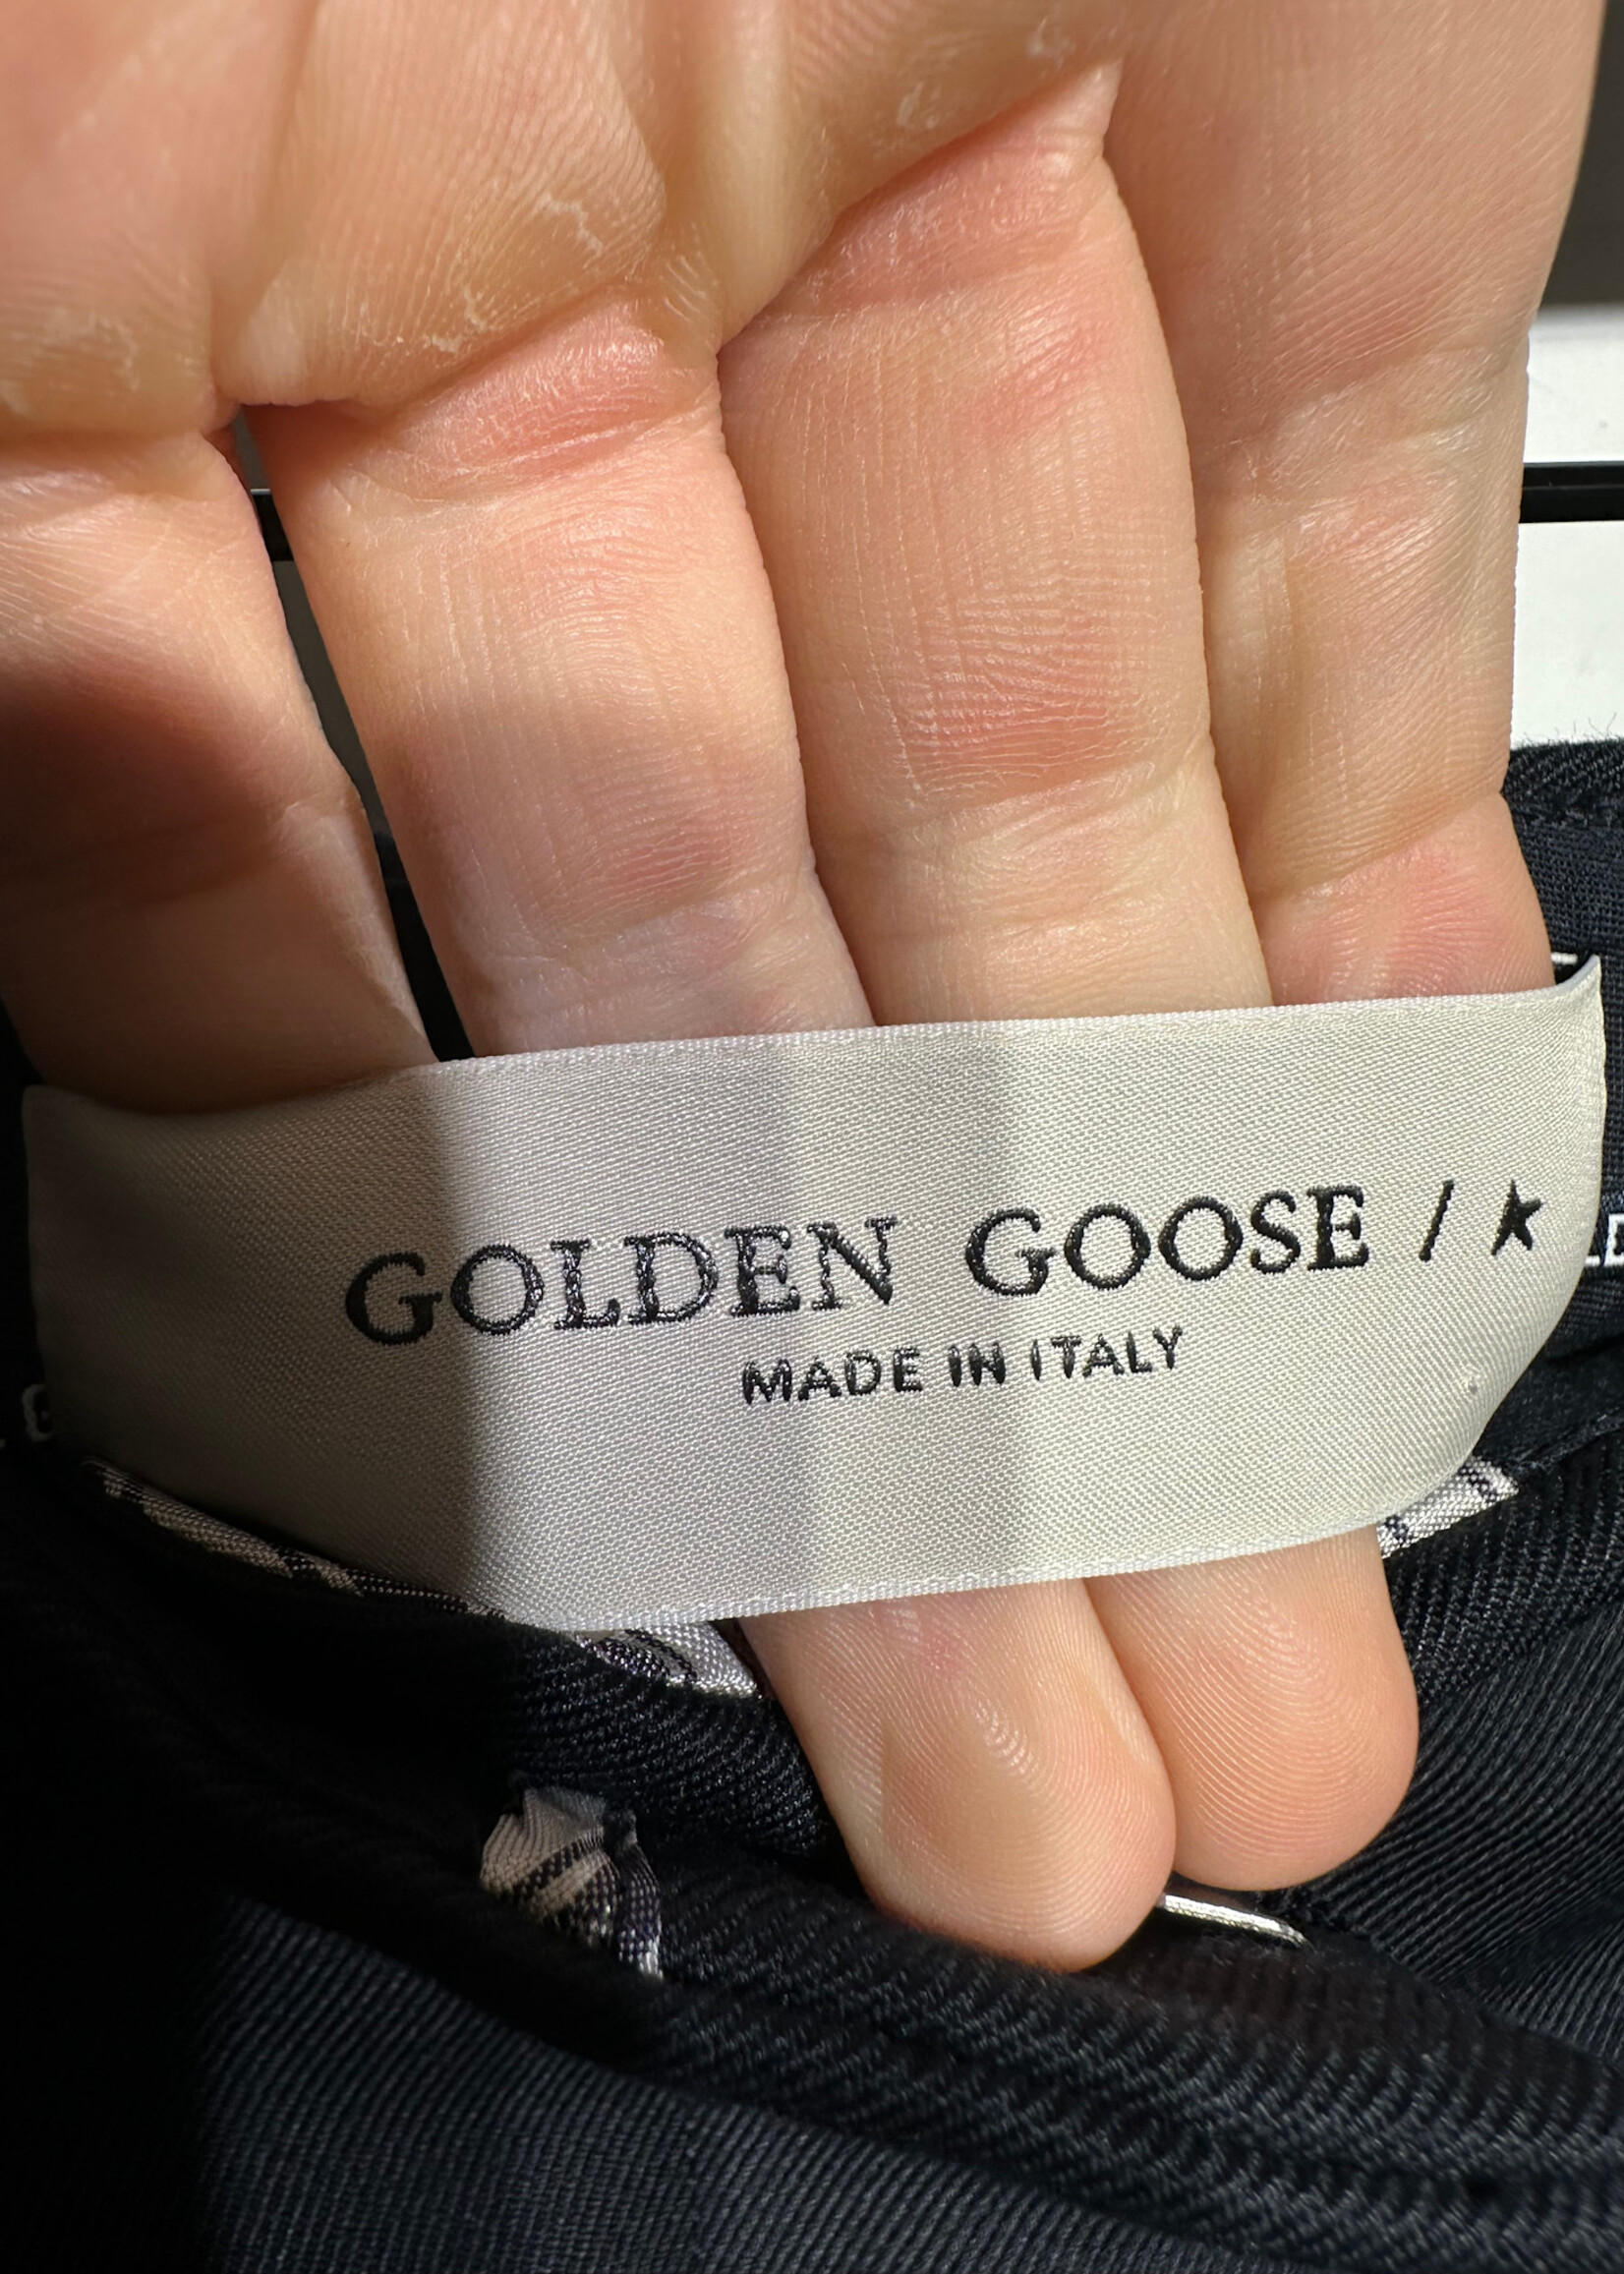 GOLDEN GOOSE / ★
MADE IN ITALY